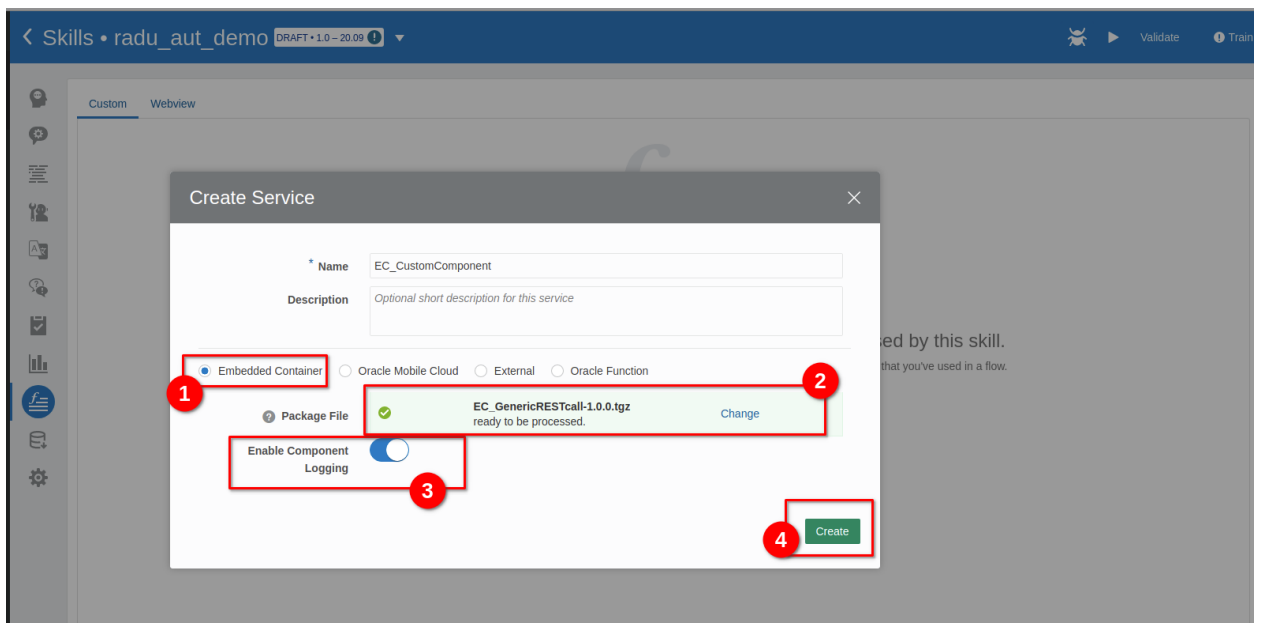 Skills • radu_aut_demo DRAFT • 1.0 – 20.09
Validate
Train
Custom Webview
Create Service
* Name EC_CustomComponent
Description Optional short description for this service
sed by this skill.
that you've used in a flow.
Embedded Container Oracle Mobile Cloud External Oracle Function
1
2
Package File
EC_GenericRESTcall-1.0.0.tgz
ready to be processed.
Change
Enable Component
Logging
3
4
Create